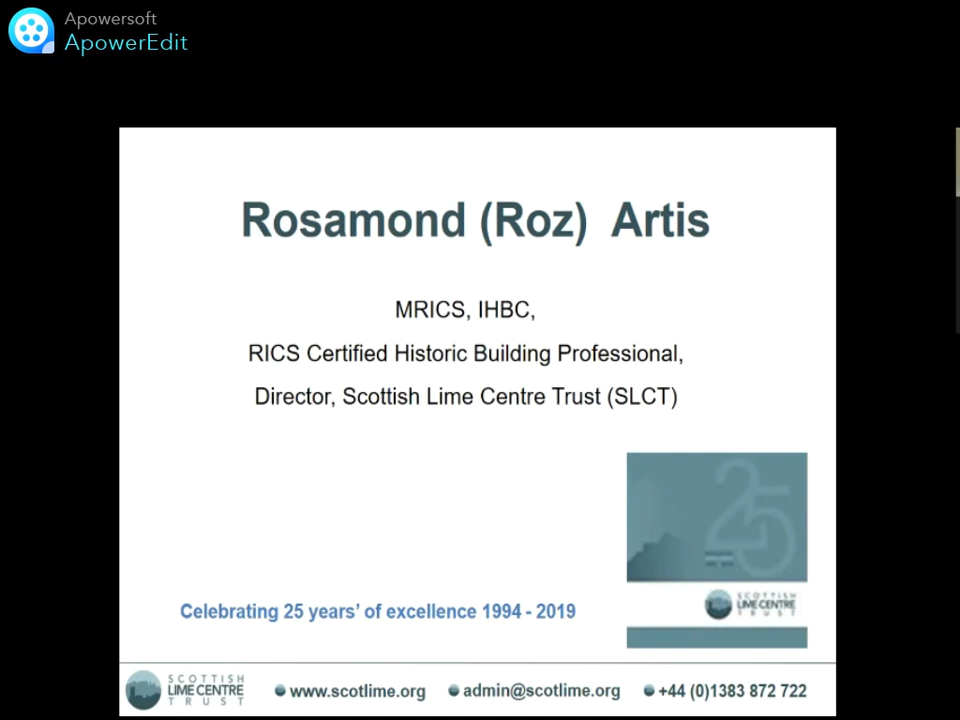 Apowersoft
ApowerEdit
Rosamond (Roz) Artis
MRICS, IHBC,
RICS Certified Historic Building Professional,
Director, Scottish Lime Centre Trust (SLCT)
25
SCOTTISH
LIME CENTRE
TRUST
Celebrating 25 years’ of excellence 1994 - 2019
SCOTTISH
LIME CENTRE
TRUST
www.scotlime.org admin@scotlime.org +44 (0)1383 872 722